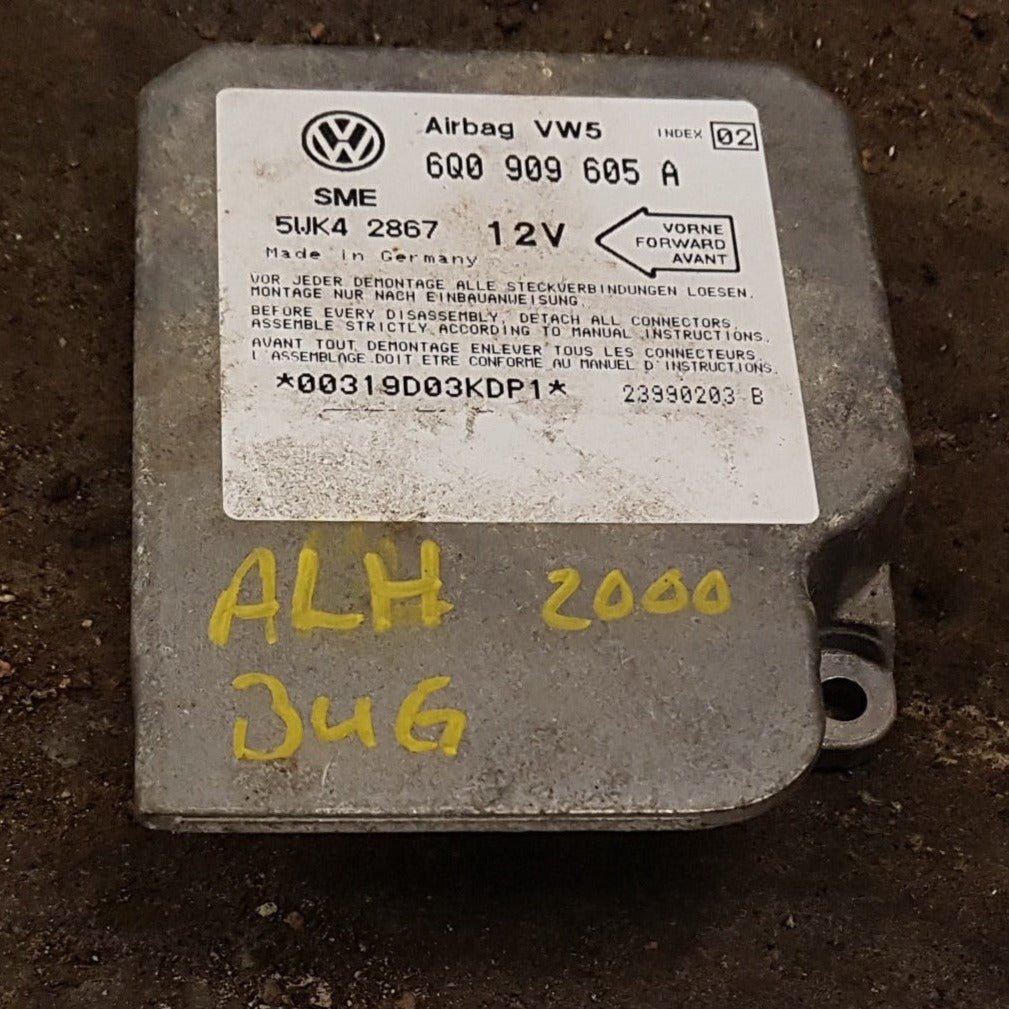 VW
Airbag VW5 INDEX 02
6Q0 909 605 A
SME
5WK4 2867 12V
VORNE
FORWARD
AVANT
Made in Germany
VOR JEDER DEMONTAGE ALLE STECKVERBINDUNGEN LOESEN.
MONTAGE NUR NACH EINBAUANWEISUNG.
BEFORE EVERY DISASSEMBLY, DETACH ALL CONNECTORS.
ASSEMBLE STRICTLY ACCORDING TO MANUAL INSTRUCTIONS.
AVANT TOUT DEMONTAGE ENLEVER TOUS LES CONNECTEURS.
L'ASSEMBLAGE DOIT ETRE CONFORME AU MANUEL D'INSTRUCTIONS.
*00319D03KDP1* 23990203 B
ALH 2000
BUG